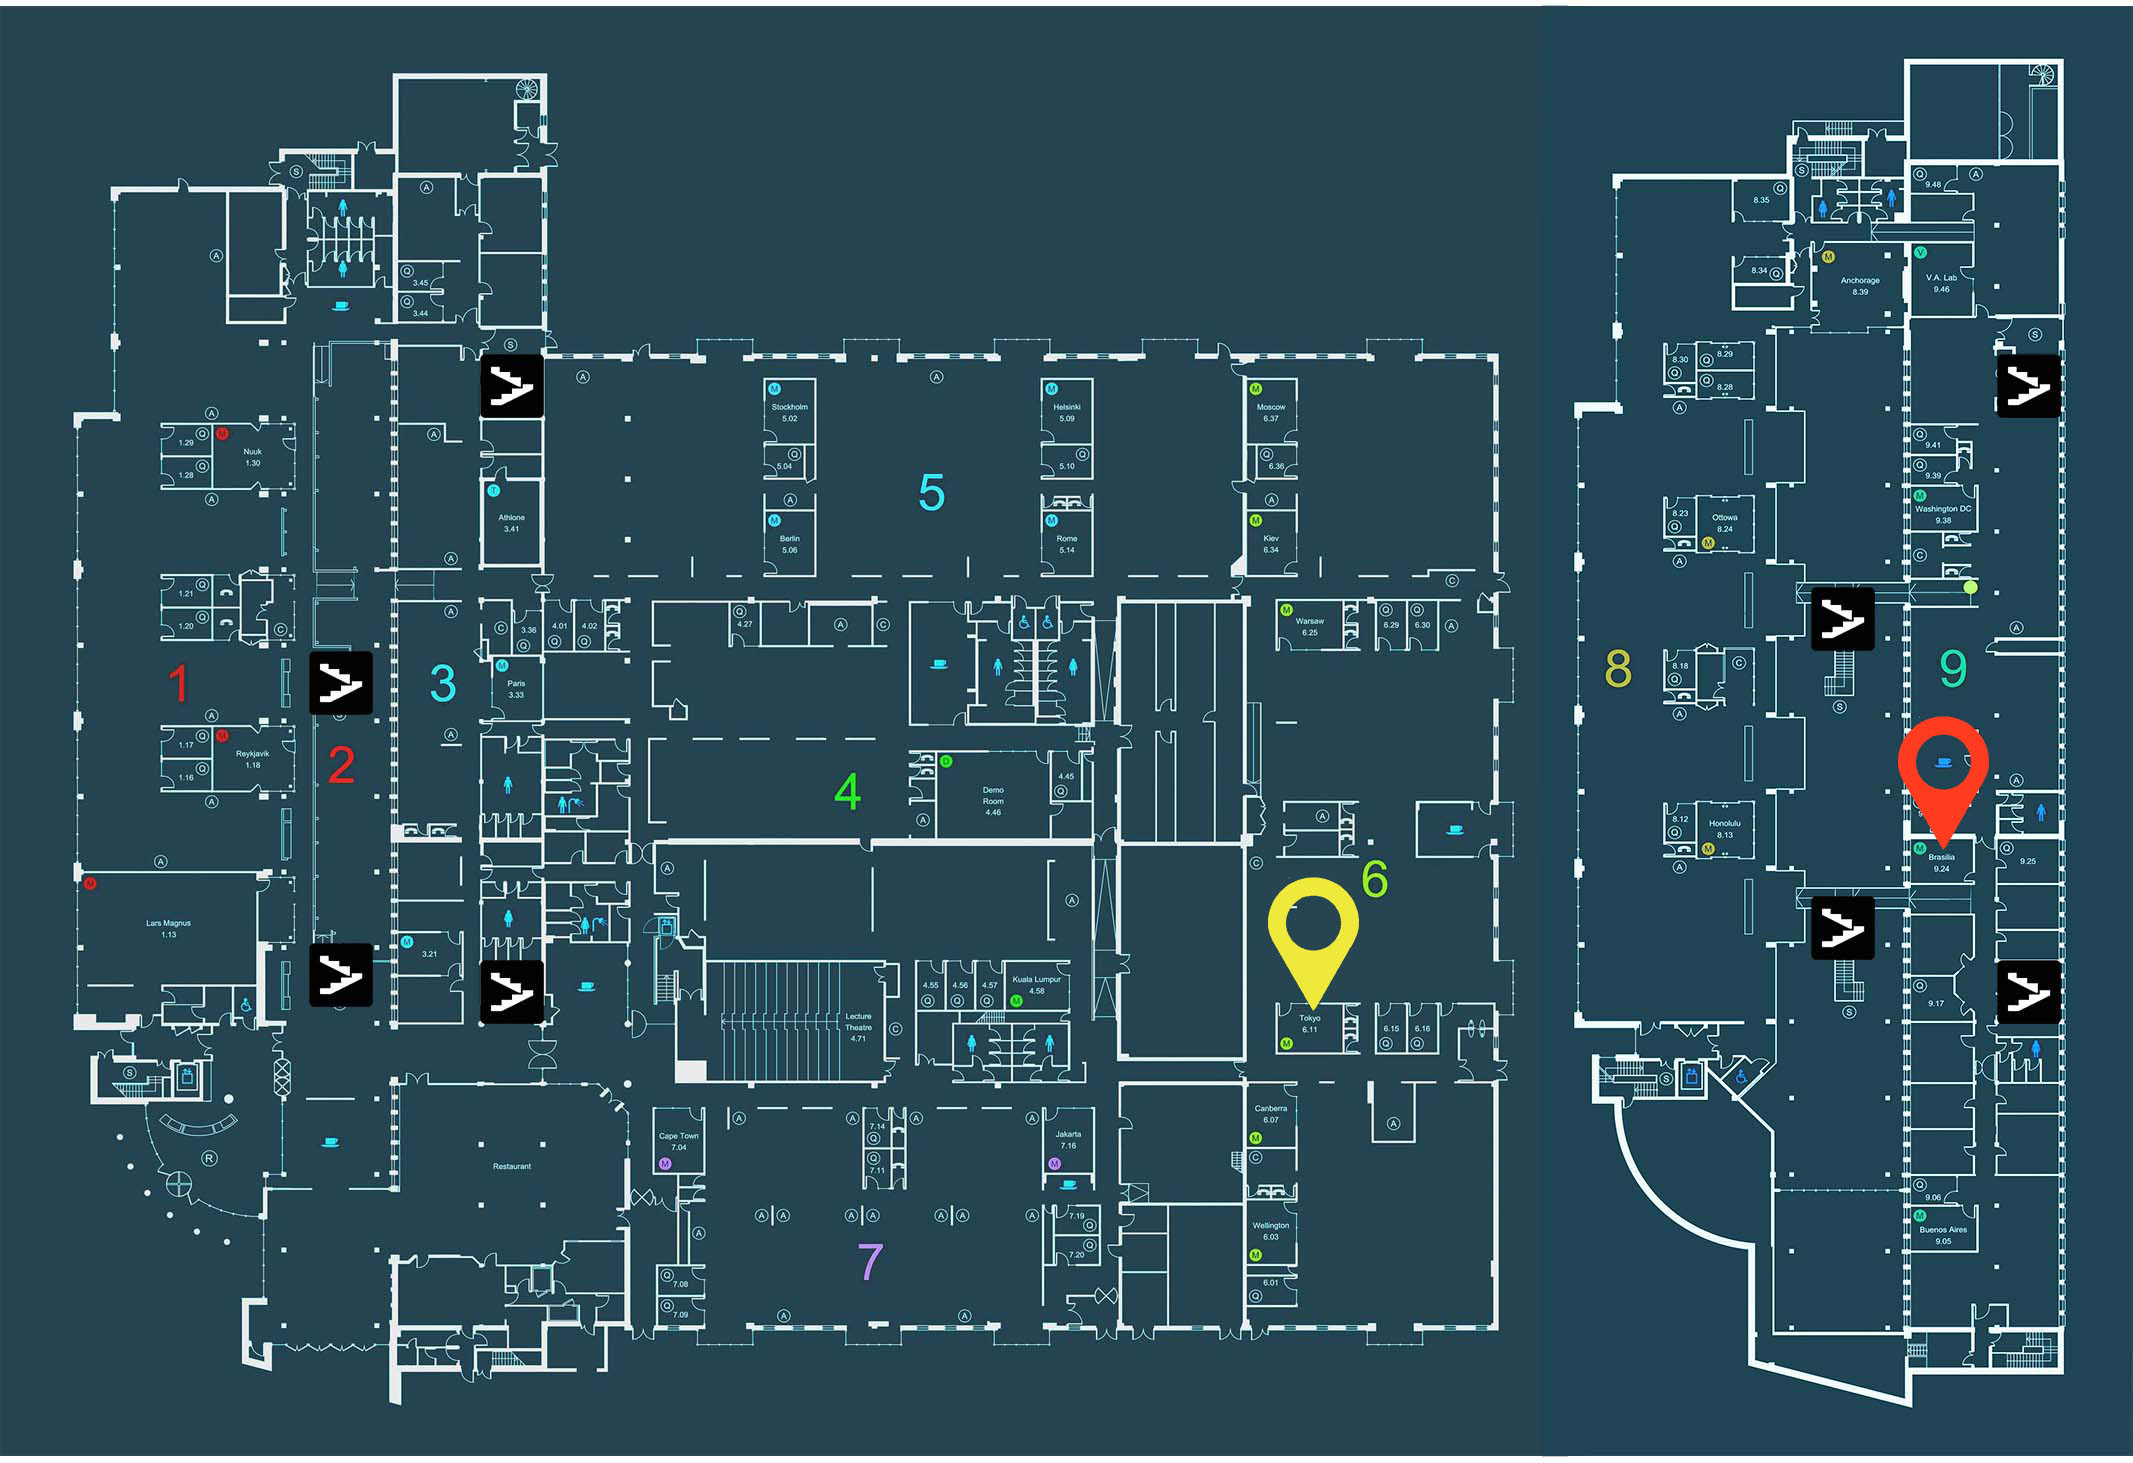 S
A
Q
3.45
Q
3.44
A
S
A
A
A
Q
1.29
M
Nuuk
1.30
Q
1.28
A
A
T
Athlone
3.41
A
M
Stockholm
5.02
Q
5.04
A
M
Berlin
5.06
5
M
Helsinki
5.09
Q
5.10
M
Rome
5.14
M
Moscow
6.37
Q
6.36
A
M
Kiev
6.34
C
Q
1.21
Q
1.20
C
A
C
3.36
Q
4.01
Q
4.02
Q
Q
4.27
A
C
M
Warsaw
6.25
Q
6.29
Q
6.30
A
1
2
3
M
Paris
3.33
A
A
Q
1.17
M
Reykjavik
1.18
Q
1.16
A
4
D
Demo
Room
4.46
4.45
Q
A
A
C
6
A
M
Lars Magnus
1.13
M
3.21
A
A
Lecture
Theatre
4.71
C
4.55
Q
4.56
Q
4.57
Q
Kuala Lumpur
4.58
M
Tokyo
6.11
M
6.15
Q
6.16
Q
S
R
Restaurant
Cape Town
7.04
M
A
A
7.14
Q
Q
7.11
A
A
Jakarta
7.16
M
Canberra
6.07
M
C
A
A
A
A
A
A
A
A
A
7.19
Q
Q
7.20
7
Wellington
6.03
M
6.01
Q
Q
7.08
Q
7.09
A
A
S
Q
8.35
Q
9.48
A
8.34
Q
M
Anchorage
8.39
V
V.A. Lab
9.46
S
8.30
Q
8.29
Q
Q
8.28
A
Q
9.41
Q
9.39
M
Washington DC
9.38
C
8.23
Q
Ottowa
8.24
M
A
A
8
8.18
Q
C
A
S
9
A
8.12
Q
Honolulu
8.13
M
A
M
Brasilia
9.24
Q
9.25
Q
9.17
S
S
Q
9.06
M
Buenos Aires
9.05